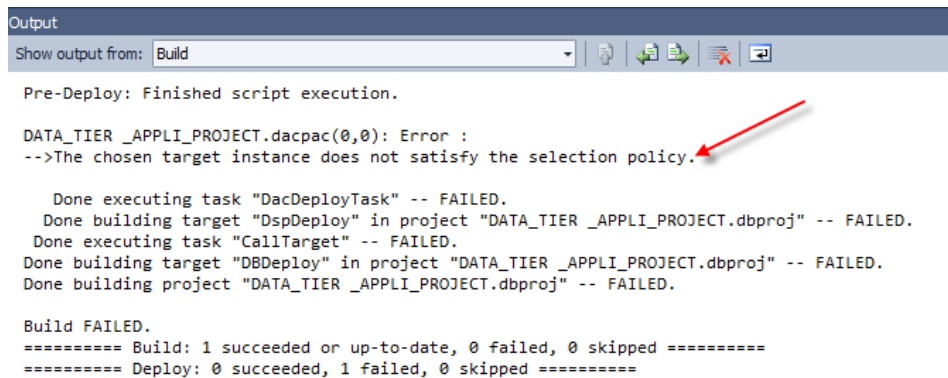 Output
Show output from: Build
Pre-Deploy: Finished script execution.
DATA_TIER _APPLI_PROJECT.dacpac(0,0): Error :
-->The chosen target instance does not satisfy the selection policy.
Done executing task "DacDeployTask" -- FAILED.
Done building target "DspDeploy" in project "DATA_TIER _APPLI_PROJECT.dbproj" -- FAILED.
Done executing task "CallTarget" -- FAILED.
Done building target "DBDeploy" in project "DATA_TIER _APPLI_PROJECT.dbproj" -- FAILED.
Done building project "DATA_TIER _APPLI_PROJECT.dbproj" -- FAILED.
Build FAILED.
========== Build: 1 succeeded or up-to-date, 0 failed, 0 skipped ==========
========== Deploy: 0 succeeded, 1 failed, 0 skipped ==========